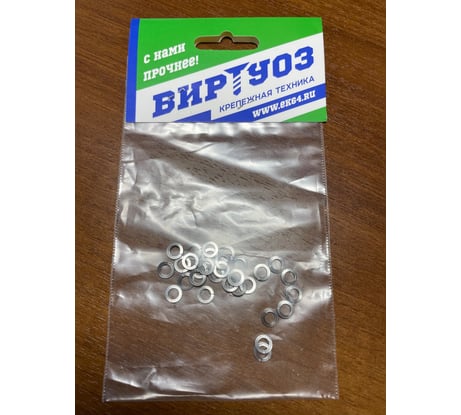 С НАМИ
ПРОЧНЕЕ!
ВИРТУОЗ
КРЕПЕЖНАЯ ТЕХНИКА
www.ek64.ru